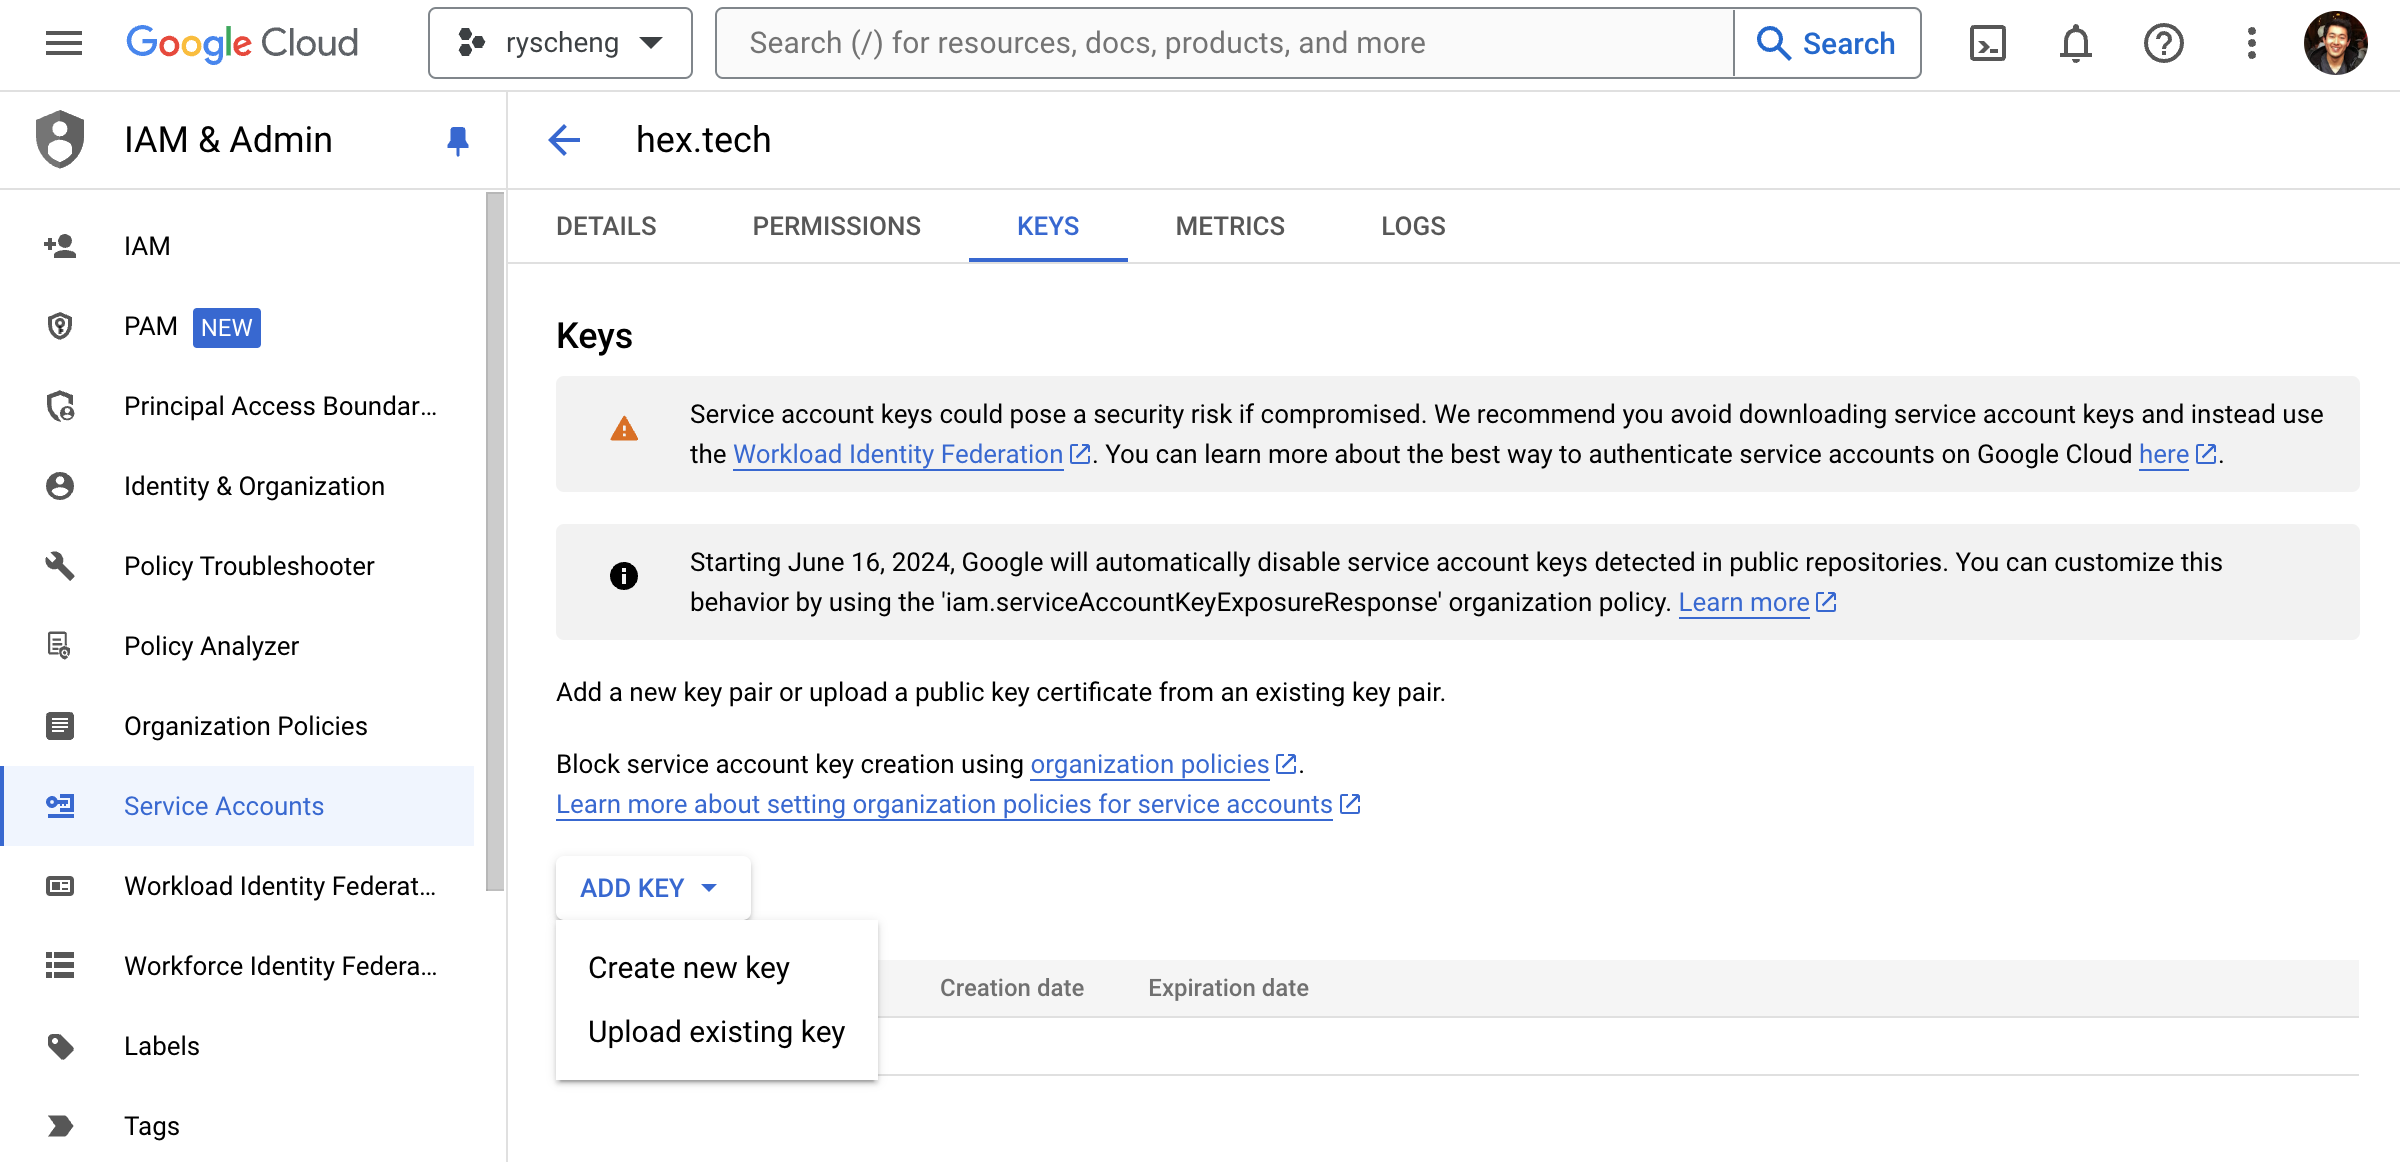 Google Cloud
ryscheng
Search (/) for resources, docs, products, and more
Search
IAM & Admin
IAM
PAM NEW
Principal Access Boundar...
Identity & Organization
Policy Troubleshooter
Policy Analyzer
Organization Policies
Service Accounts
Workload Identity Federat...
Workforce Identity Federa...
Labels
Tags
hex.tech
DETAILS
PERMISSIONS
KEYS
METRICS
LOGS
Keys
Service account keys could pose a security risk if compromised. We recommend you avoid downloading service account keys and instead use
the Workload Identity Federation. You can learn more about the best way to authenticate service accounts on Google Cloud here.
Starting June 16, 2024, Google will automatically disable service account keys detected in public repositories. You can customize this
behavior by using the 'iam.serviceAccountKeyExposureResponse' organization policy. Learn more
Add a new key pair or upload a public key certificate from an existing key pair.
Block service account key creation using organization policies.
Learn more about setting organization policies for service accounts
ADD KEY
Create new key
Upload existing key
Creation date
Expiration date